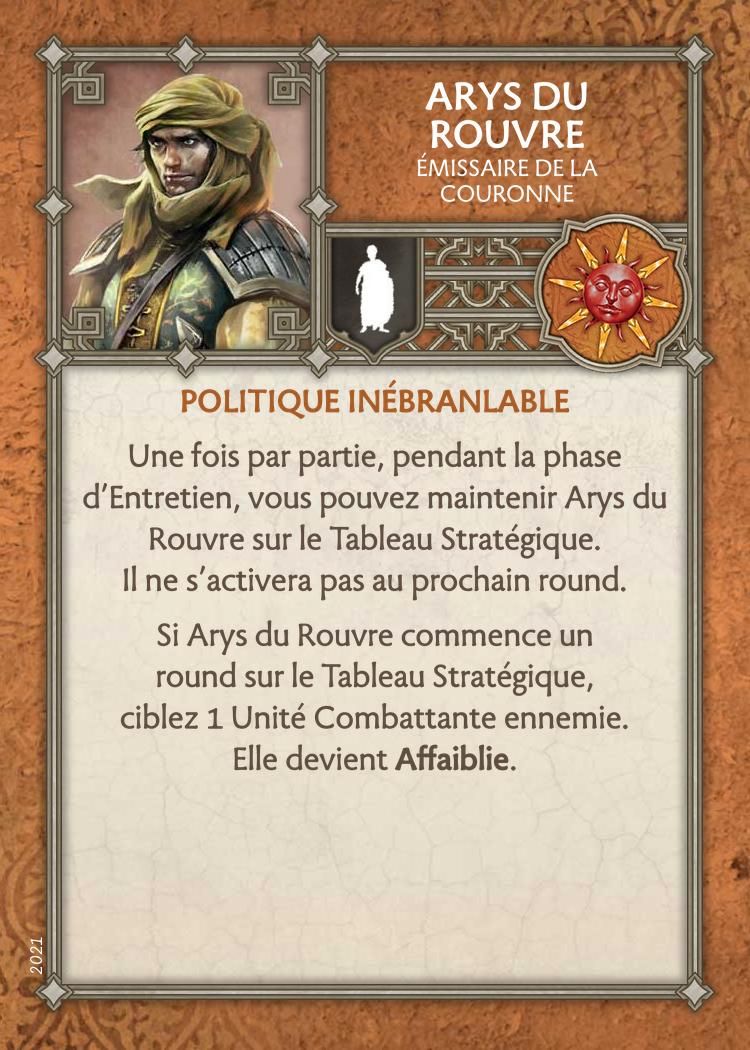 ARYS DU
ROUVRE
ÉMISSAIRE DE LA
COURONNE
POLITIQUE INÉBRANLABLE
Une fois par partie, pendant la phase
d’Entretien, vous pouvez maintenir Arys du
Rouvre sur le Tableau Stratégique.
Il ne s’activera pas au prochain round.
Si Arys du Rouvre commence un
round sur le Tableau Stratégique,
ciblez 1 Unité Combattante ennemie.
Elle devient Affaiblie.
2021